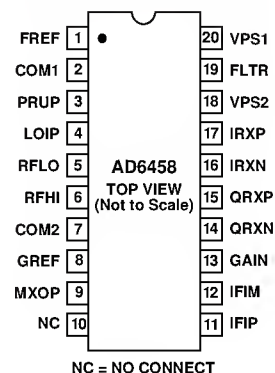 FREF 1 20 VPS1
COM1 2 19 FLTR
PRUP 3 18 VPS2
LOIP 4 17 IRXP
RFLO 5 16 IRXN
RFHI 6 15 QRXP
COM2 7 14 QRXN
GREF 8 13 GAIN
MXOP 9 12 IFIM
NC 10 11 IFIP
AD6458
TOP VIEW
(Not to Scale)
NC = NO CONNECT